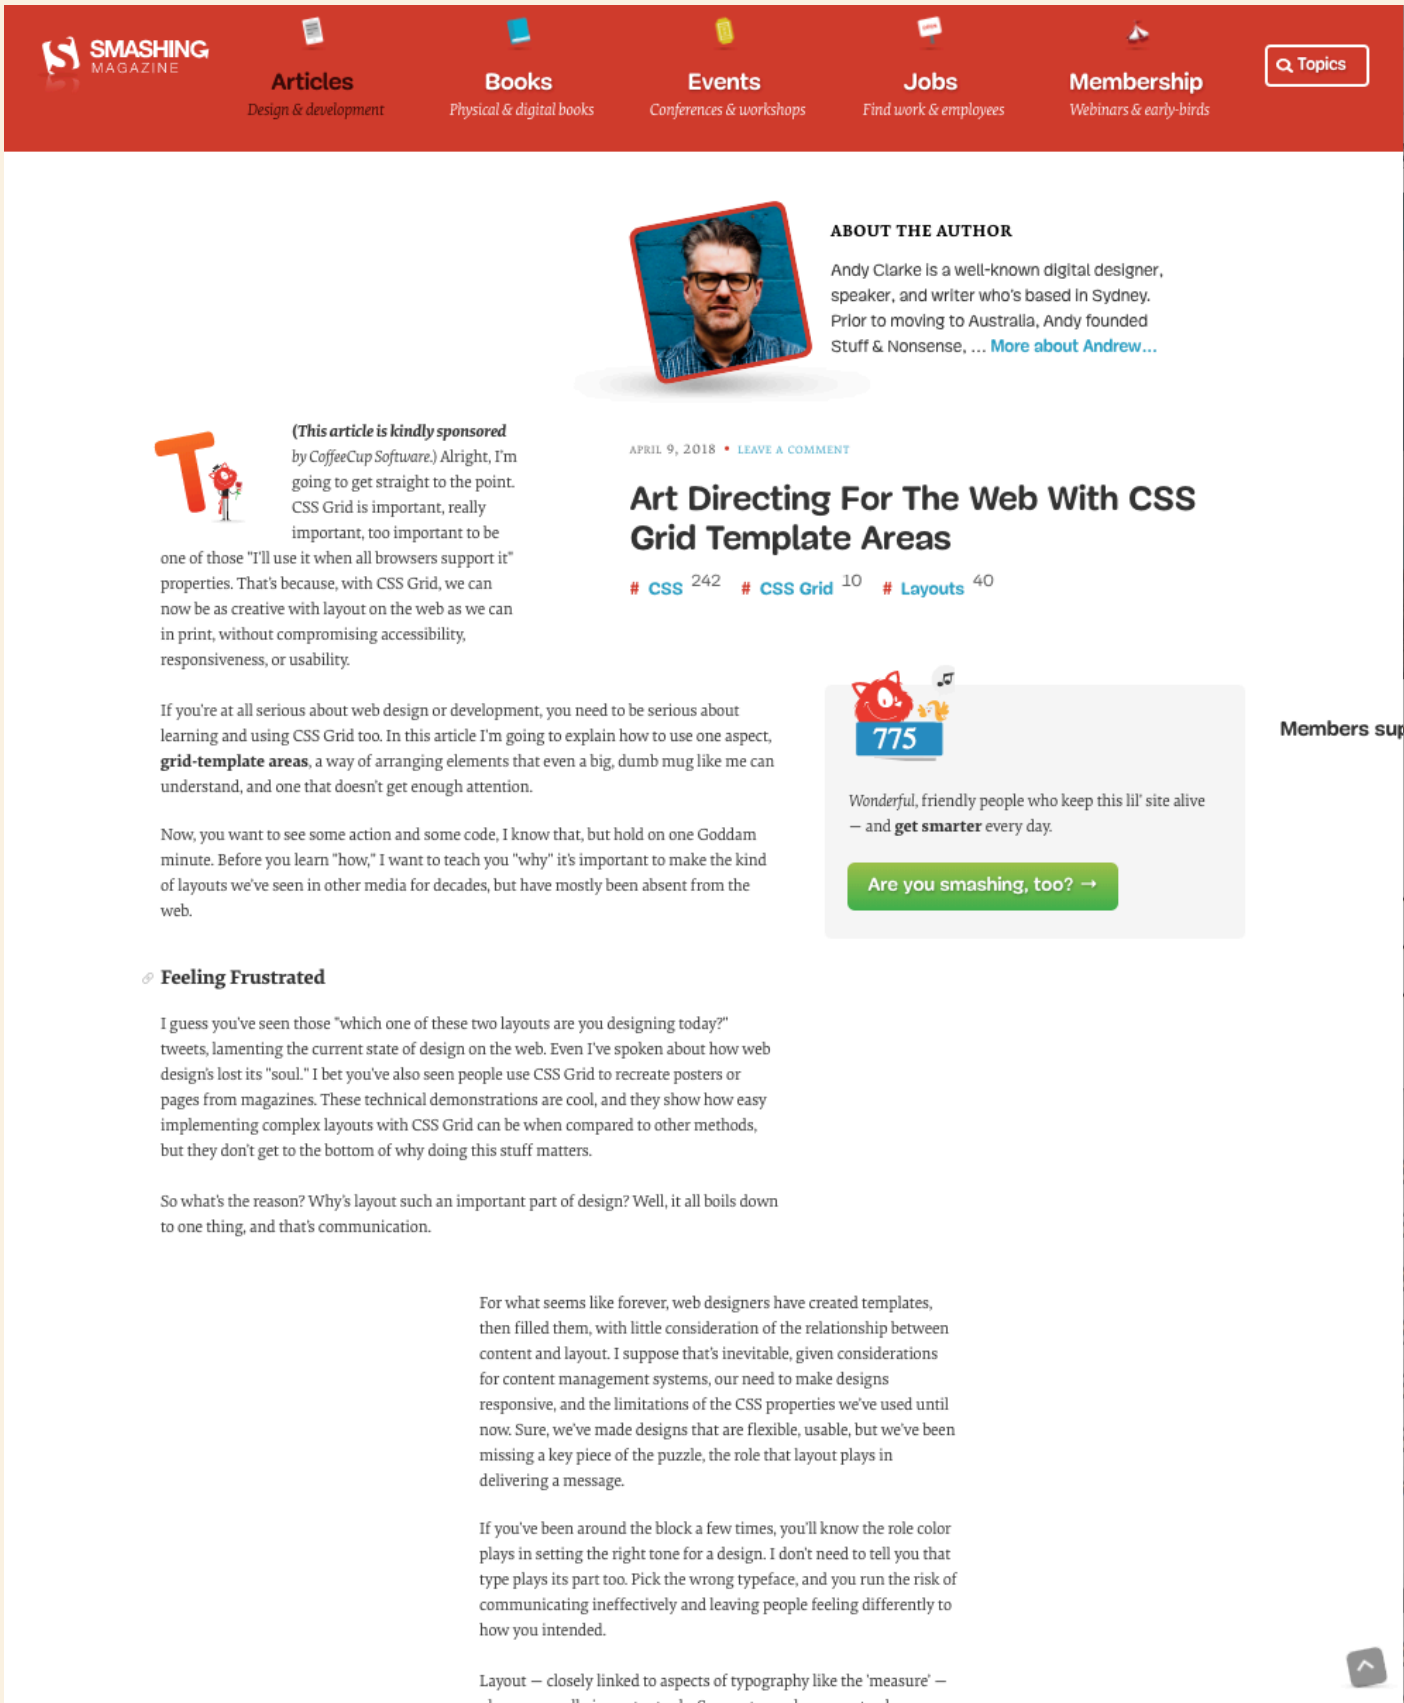 SMASHING
MAGAZINE
Articles
Design & development
Books
Physical & digital books
Events
Conferences & workshops
OPEN
Jobs
Find work & employees
Membership
Webinars & early-birds
Topics
ABOUT THE AUTHOR
Andy Clarke is a well-known digital designer,
speaker, and writer who's based in Sydney.
Prior to moving to Australia, Andy founded
Stuff & Nonsense, … More about Andrew…
APRIL 9, 2018 • LEAVE A COMMENT
Art Directing For The Web With CSS
Grid Template Areas
# CSS 242 # CSS Grid 10 # Layouts 40
T
(This article is kindly sponsored
by CoffeeCup Software.) Alright, I'm
going to get straight to the point.
CSS Grid is important, really
important, too important to be
one of those "I'll use it when all browsers support it"
properties. That's because, with CSS Grid, we can
now be as creative with layout on the web as we can
in print, without compromising accessibility,
responsiveness, or usability.
If you're at all serious about web design or development, you need to be serious about
learning and using CSS Grid too. In this article I'm going to explain how to use one aspect,
grid-template areas, a way of arranging elements that even a big, dumb mug like me can
understand, and one that doesn't get enough attention.
Now, you want to see some action and some code, I know that, but hold on one Goddam
minute. Before you learn "how," I want to teach you "why" it's important to make the kind
of layouts we've seen in other media for decades, but have mostly been absent from the
web.
775
Members sup
Wonderful, friendly people who keep this lil' site alive
— and get smarter every day.
Are you smashing, too? →
Feeling Frustrated
I guess you've seen those "which one of these two layouts are you designing today?"
tweets, lamenting the current state of design on the web. Even I've spoken about how web
design's lost its "soul." I bet you've also seen people use CSS Grid to recreate posters or
pages from magazines. These technical demonstrations are cool, and they show how easy
implementing complex layouts with CSS Grid can be when compared to other methods,
but they don't get to the bottom of why doing this stuff matters.
So what's the reason? Why's layout such an important part of design? Well, it all boils down
to one thing, and that's communication.
For what seems like forever, web designers have created templates,
then filled them, with little consideration of the relationship between
content and layout. I suppose that's inevitable, given considerations
for content management systems, our need to make designs
responsive, and the limitations of the CSS properties we've used until
now. Sure, we've made designs that are flexible, usable, but we've been
missing a key piece of the puzzle, the role that layout plays in
delivering a message.
If you've been around the block a few times, you'll know the role color
plays in setting the right tone for a design. I don't need to tell you that
type plays its part too. Pick the wrong typeface, and you run the risk of
communicating ineffectively and leaving people feeling differently to
how you intended.
Layout — closely linked to aspects of typography like the 'measure' —